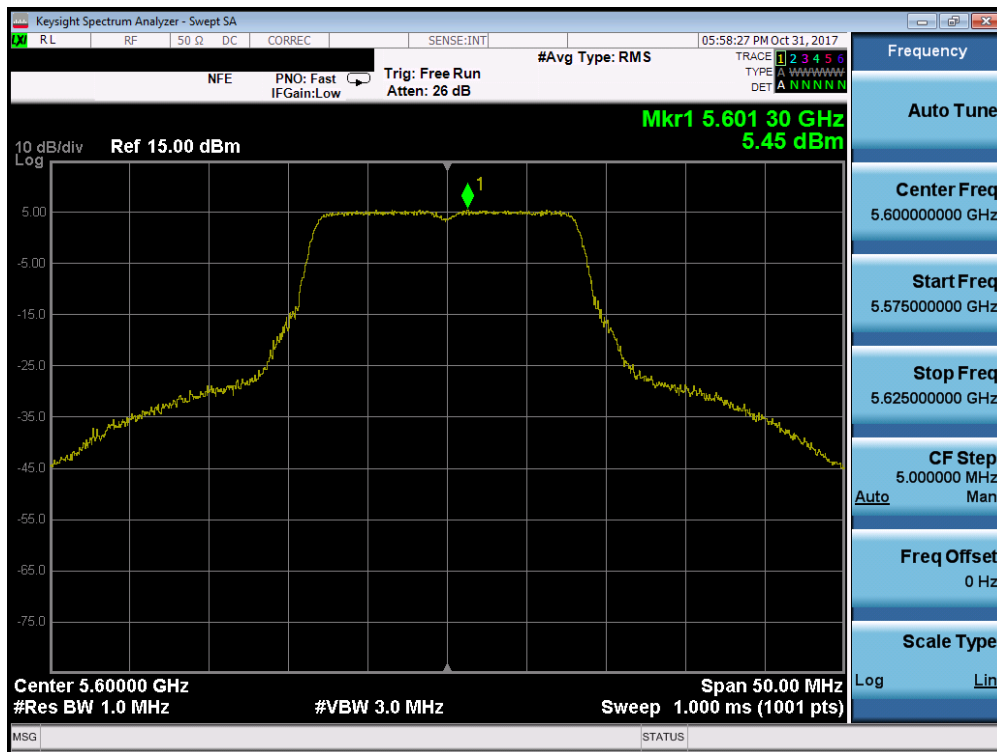 Keysight Spectrum Analyzer - Swept SA
LXI RL RF 50 Ω DC CORREC SENSE:INT 05:58:27 PM Oct 31, 2017
NFE PNO: Fast IFGain:Low Trig: Free Run Atten: 26 dB #Avg Type: RMS
TRACE 1 2 3 4 5 6
TYPE A WWWWW
DET A N N N N N
Mkr1 5.601 30 GHz
5.45 dBm
10 dB/div Ref 15.00 dBm
Log
1
5.00
-5.00
-15.0
-25.0
-35.0
-45.0
-55.0
-65.0
-75.0
Center 5.60000 GHz Span 50.00 MHz
#Res BW 1.0 MHz #VBW 3.0 MHz Sweep 1.000 ms (1001 pts)
MSG STATUS
Frequency
Auto Tune
Center Freq
5.600000000 GHz
Start Freq
5.575000000 GHz
Stop Freq
5.625000000 GHz
CF Step
5.000000 MHz
Auto Man
Freq Offset
0 Hz
Scale Type
Log Lin